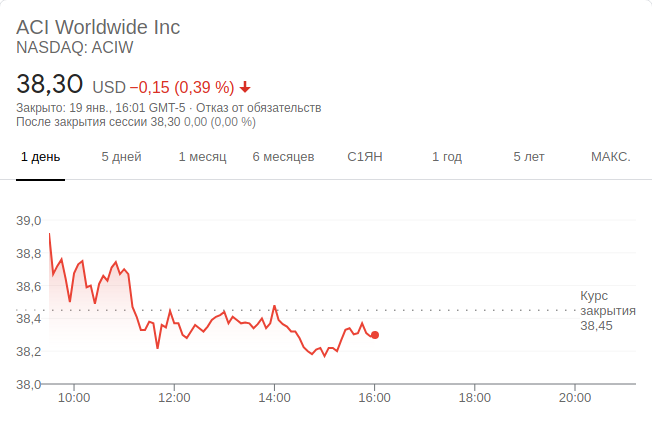 ACI Worldwide Inc
NASDAQ: ACIW
38,30 USD −0,15 (0,39 %)
Закрыто: 19 янв., 16:01 GMT-5 · Отказ от обязательств
После закрытия сессии 38,30 0,00 (0,00 %)
1 день 5 дней 1 месяц 6 месяцев С1ЯН 1 год 5 лет МАКС.
39,0
38,8
38,6
Курс
38,4 закрытия
38,45
38,2
38,0
10:00 12:00 14:00 16:00 18:00 20:00